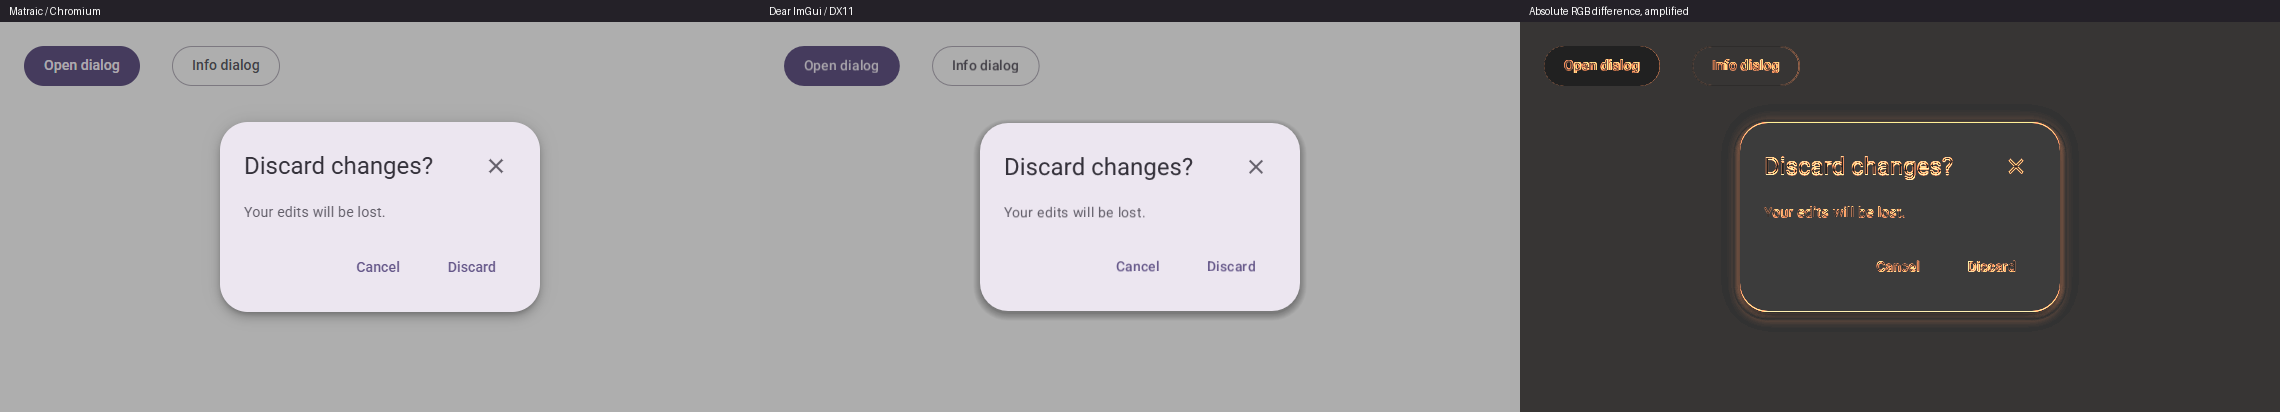 Matraic / Chromium
Dear ImGui / DX11
Absolute RGB difference, amplified
Open dialog
Info dialog
Discard changes?
Your edits will be lost.
Cancel
Discard
Open dialog
Info dialog
Discard changes?
Your edits will be lost.
Cancel
Discard
Open dialog
Info dialog
Discard changes?
Your edits will be lost.
Cancel
Discard